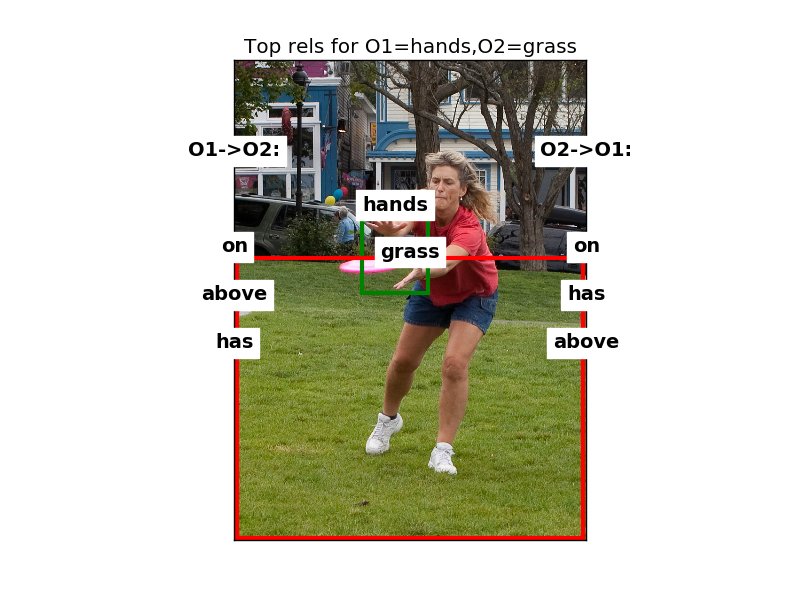 Top rels for O1=hands,O2=grass
O1->O2:
O2->O1:
hands
on
grass
on
above
has
has
above